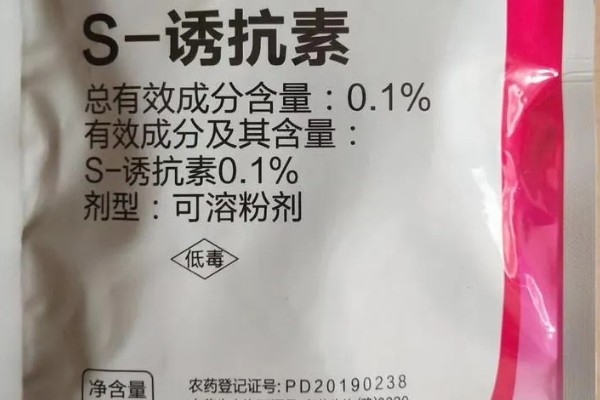 S-诱抗素
总有效成分含量：0.1%
有效成分及其含量：
S-诱抗素0.1%
剂型：可溶粉剂
低毒
净含量
农药登记证号：PD20190238